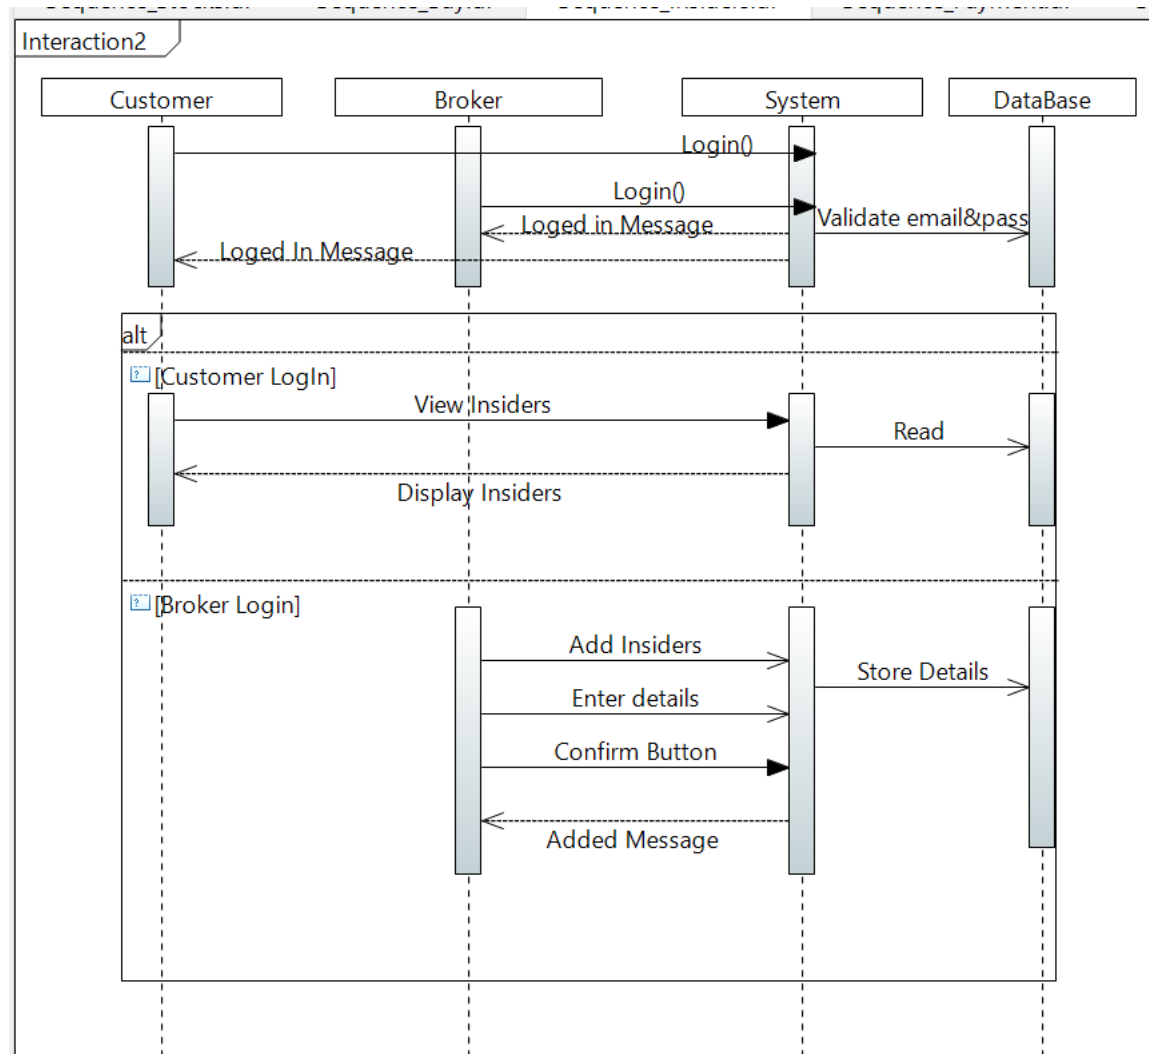 Interaction2
Customer
Broker
System
DataBase
Login()
Login()
Loged in Message
Validate email&pass
Loged In Message
alt
[Customer LogIn]
View Insiders
Read
Display Insiders
[Broker Login]
Add Insiders
Store Details
Enter details
Confirm Button
Added Message